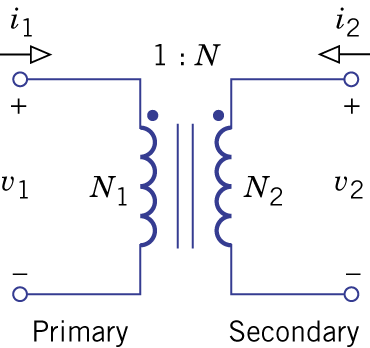 i₁ 1 : N i₂
+ +
v₁ N₁ N₂ v₂
− −
Primary Secondary